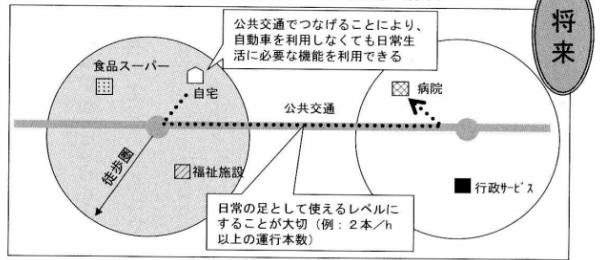 公共交通でつなげることにより、
自動車を利用しなくても日常生
活に必要な機能を利用できる
将来
食品スーパー
自宅
病院
公共交通
徒歩圏
福祉施設
行政ｻｰﾋﾞｽ
日常の足として使えるレベルに
することが大切（例：２本／h
以上の運行本数）